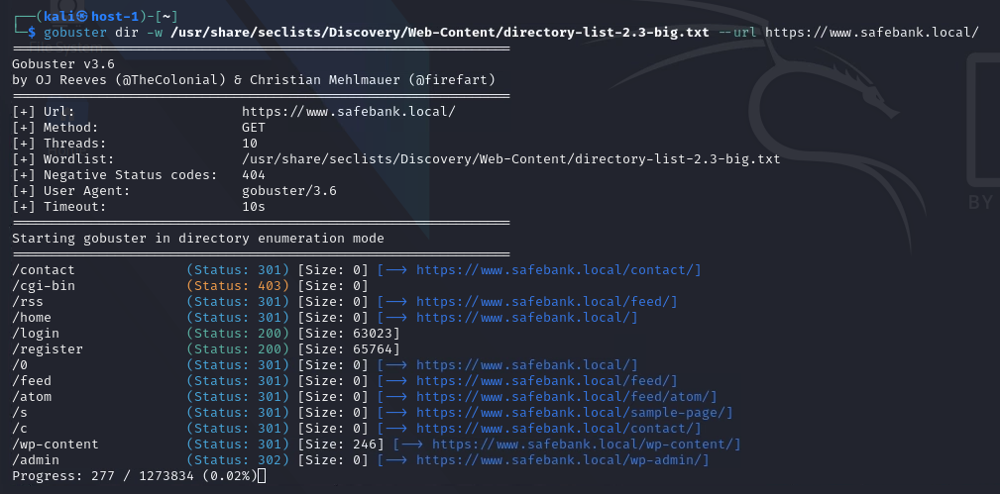 ┌──(kali㉿host-1)-[~]
└─$ gobuster dir -w /usr/share/seclists/Discovery/Web-Content/directory-list-2.3-big.txt --url https://www.safebank.local/
===============================================================
Gobuster v3.6
by OJ Reeves (@TheColonial) & Christian Mehlmauer (@firefart)
===============================================================
[+] Url: https://www.safebank.local/
[+] Method: GET
[+] Threads: 10
[+] Wordlist: /usr/share/seclists/Discovery/Web-Content/directory-list-2.3-big.txt
[+] Negative Status codes: 404
[+] User Agent: gobuster/3.6
[+] Timeout: 10s
===============================================================
Starting gobuster in directory enumeration mode
===============================================================
/contact (Status: 301) [Size: 0] [--> https://www.safebank.local/contact/]
/cgi-bin (Status: 403) [Size: 0]
/rss (Status: 301) [Size: 0] [--> https://www.safebank.local/feed/]
/home (Status: 301) [Size: 0] [--> https://www.safebank.local/]
/login (Status: 200) [Size: 63023]
/register (Status: 200) [Size: 65764]
/0 (Status: 301) [Size: 0] [--> https://www.safebank.local/]
/feed (Status: 301) [Size: 0] [--> https://www.safebank.local/feed/]
/atom (Status: 301) [Size: 0] [--> https://www.safebank.local/feed/atom/]
/s (Status: 301) [Size: 0] [--> https://www.safebank.local/sample-page/]
/c (Status: 301) [Size: 0] [--> https://www.safebank.local/contact/]
/wp-content (Status: 301) [Size: 246] [--> https://www.safebank.local/wp-content/]
/admin (Status: 302) [Size: 0] [--> https://www.safebank.local/wp-admin/]
Progress: 277 / 1273834 (0.02%)
BY